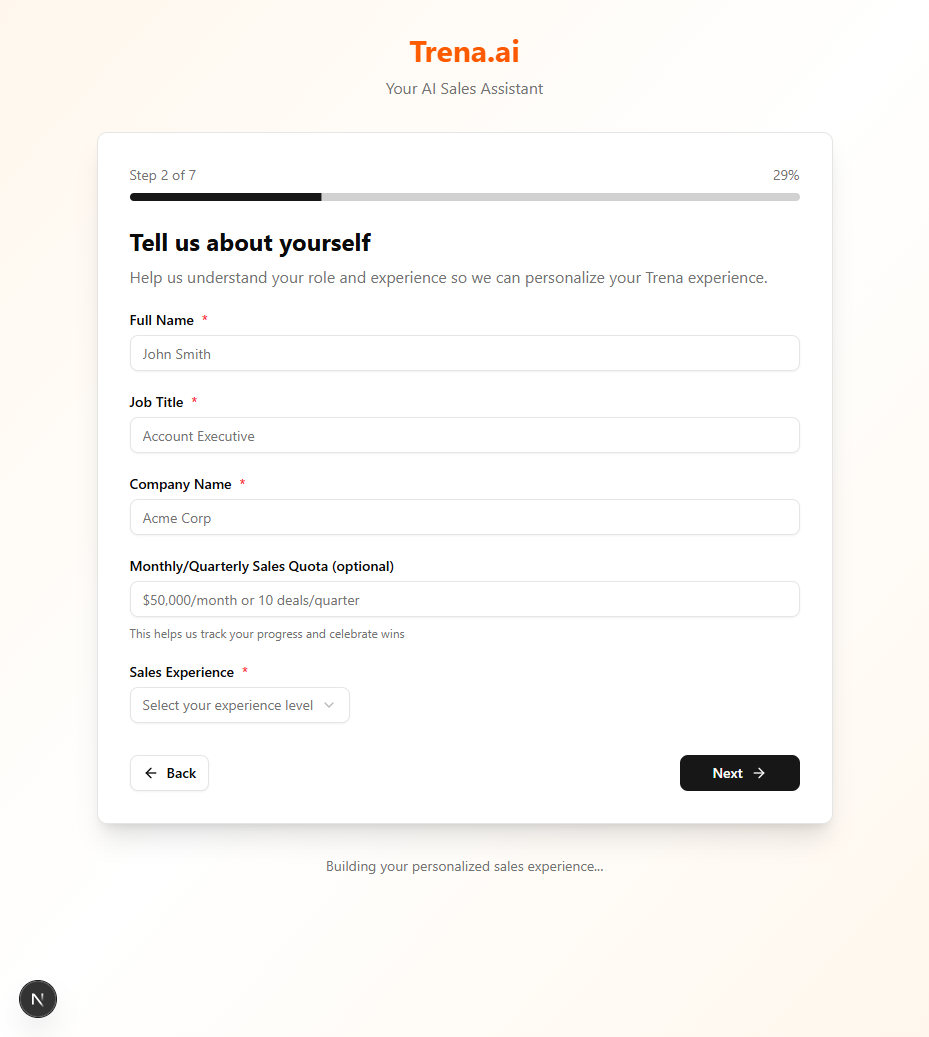 Trena.ai
Your AI Sales Assistant
Step 2 of 7
29%
Tell us about yourself
Help us understand your role and experience so we can personalize your Trena experience.
Full Name *
John Smith
Job Title *
Account Executive
Company Name *
Acme Corp
Monthly/Quarterly Sales Quota (optional)
$50,000/month or 10 deals/quarter
This helps us track your progress and celebrate wins
Sales Experience *
Select your experience level
Back
Next
Building your personalized sales experience...
N